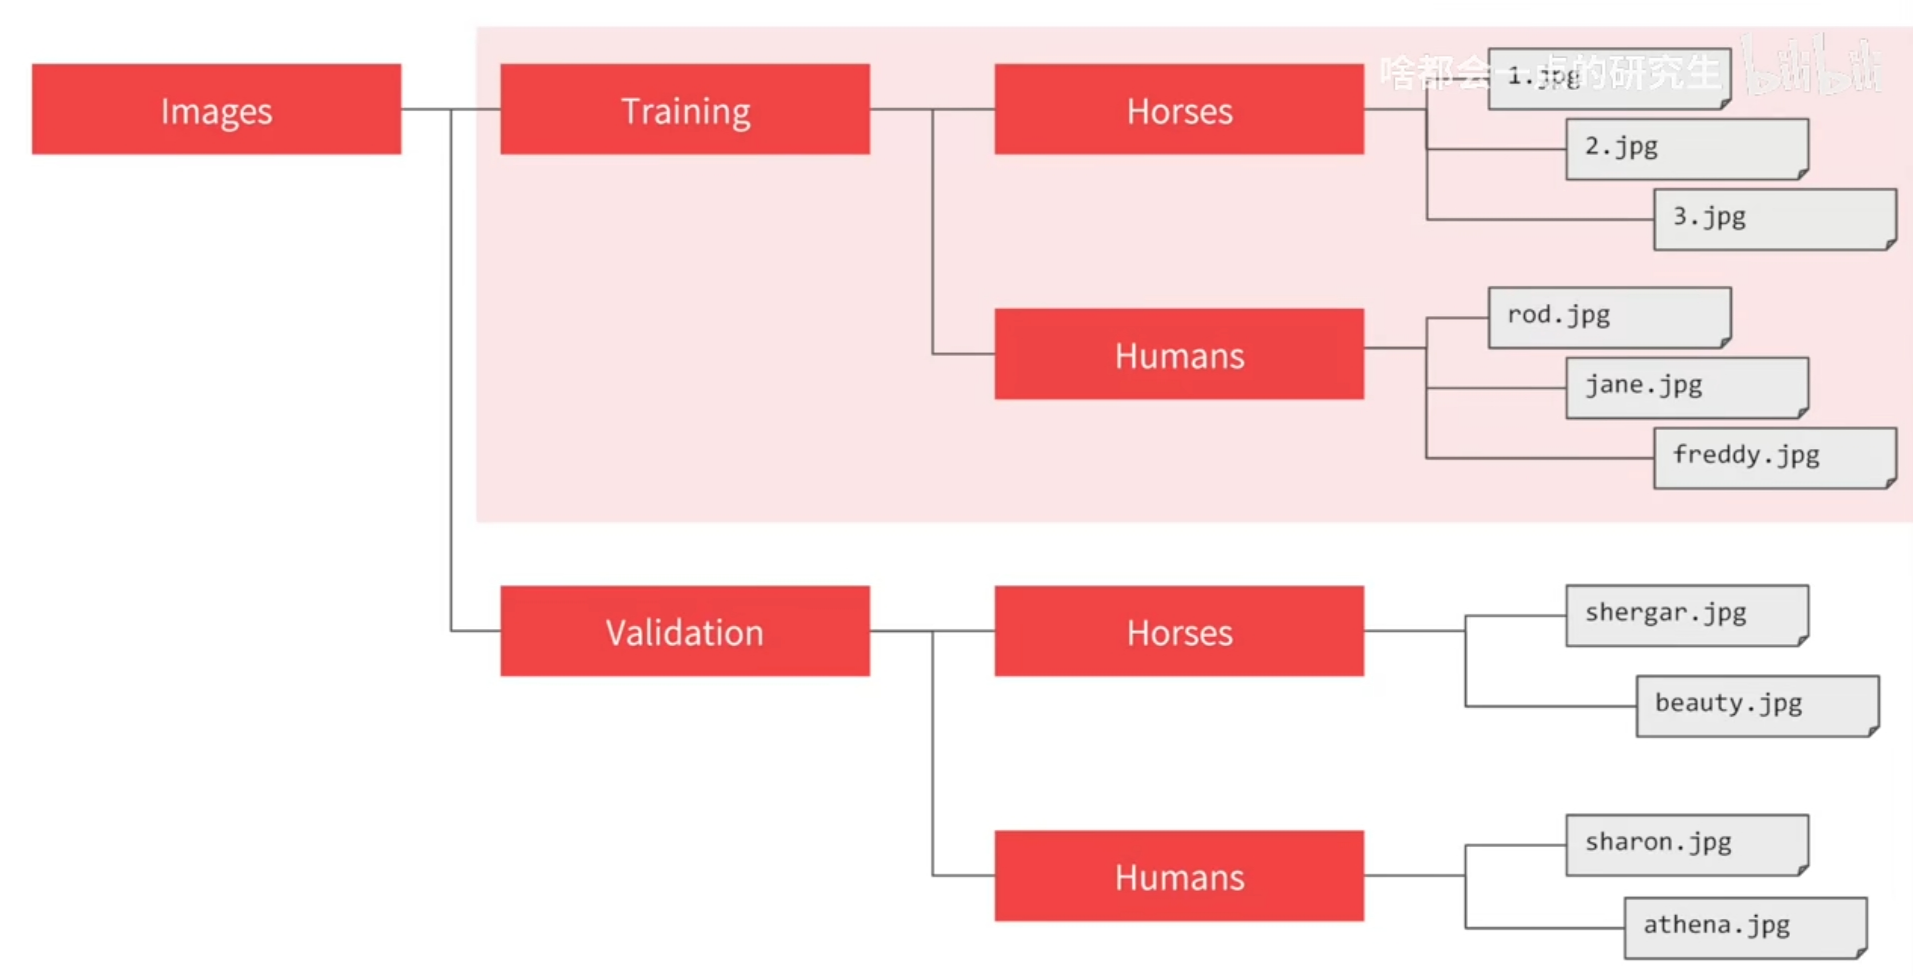 Images
Training
Horses
啥都会一点的研究生 bilibili
1.jpg
2.jpg
3.jpg
Humans
rod.jpg
jane.jpg
freddy.jpg
Validation
Horses
shergar.jpg
beauty.jpg
Humans
sharon.jpg
athena.jpg